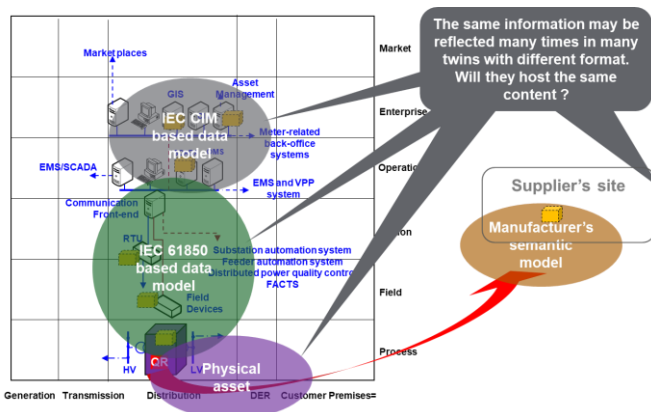 The same information may be
reflected many times in many
twins with different format.
Will they host the same
content ?
Market
Market places
Asset
Management
GIS
Enterprise
IEC CIM
based data
model
Meter-related
back-office
systems
EMS/SCADA
EMS and VPP
system
Communication
Front-end
Supplier's site
Manufacturer's
semantic
model
RTU
IEC 61850
based data
model
Substation automation system
Feeder automation system
Distributed power quality control
FACTS
Field
Devices
Field
HV
QR
Physical
asset
Process
Generation Transmission Distribution DER Customer Premises=